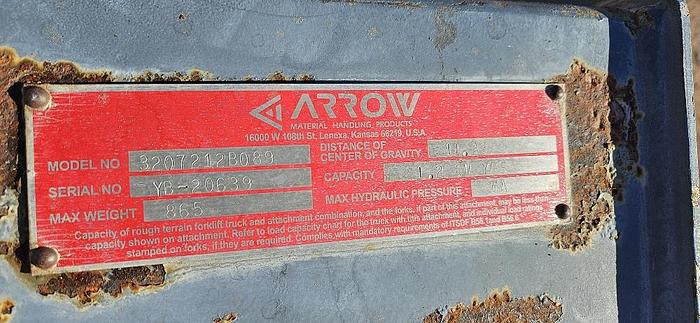 ARROW
MATERIAL HANDLING PRODUCTS
16000 W 108th St, Lenexa, Kansas 66219, U.S.A.
MODEL NO 3207212B089
SERIAL NO YB-20639
MAX WEIGHT 865
DISTANCE OF
CENTER OF GRAVITY
CAPACITY
MAX HYDRAULIC PRESSURE NA
Capacity of rough terrain forklift truck and attachment combination, and the forks, if part of this attachment, may be less than
capacity shown on attachment. Refer to load capacity chart for the truck with this attachment, and individual load ratings
stamped on forks, if they are required. Complies with mandatory requirements of ITSDF B56.1 and B56.6